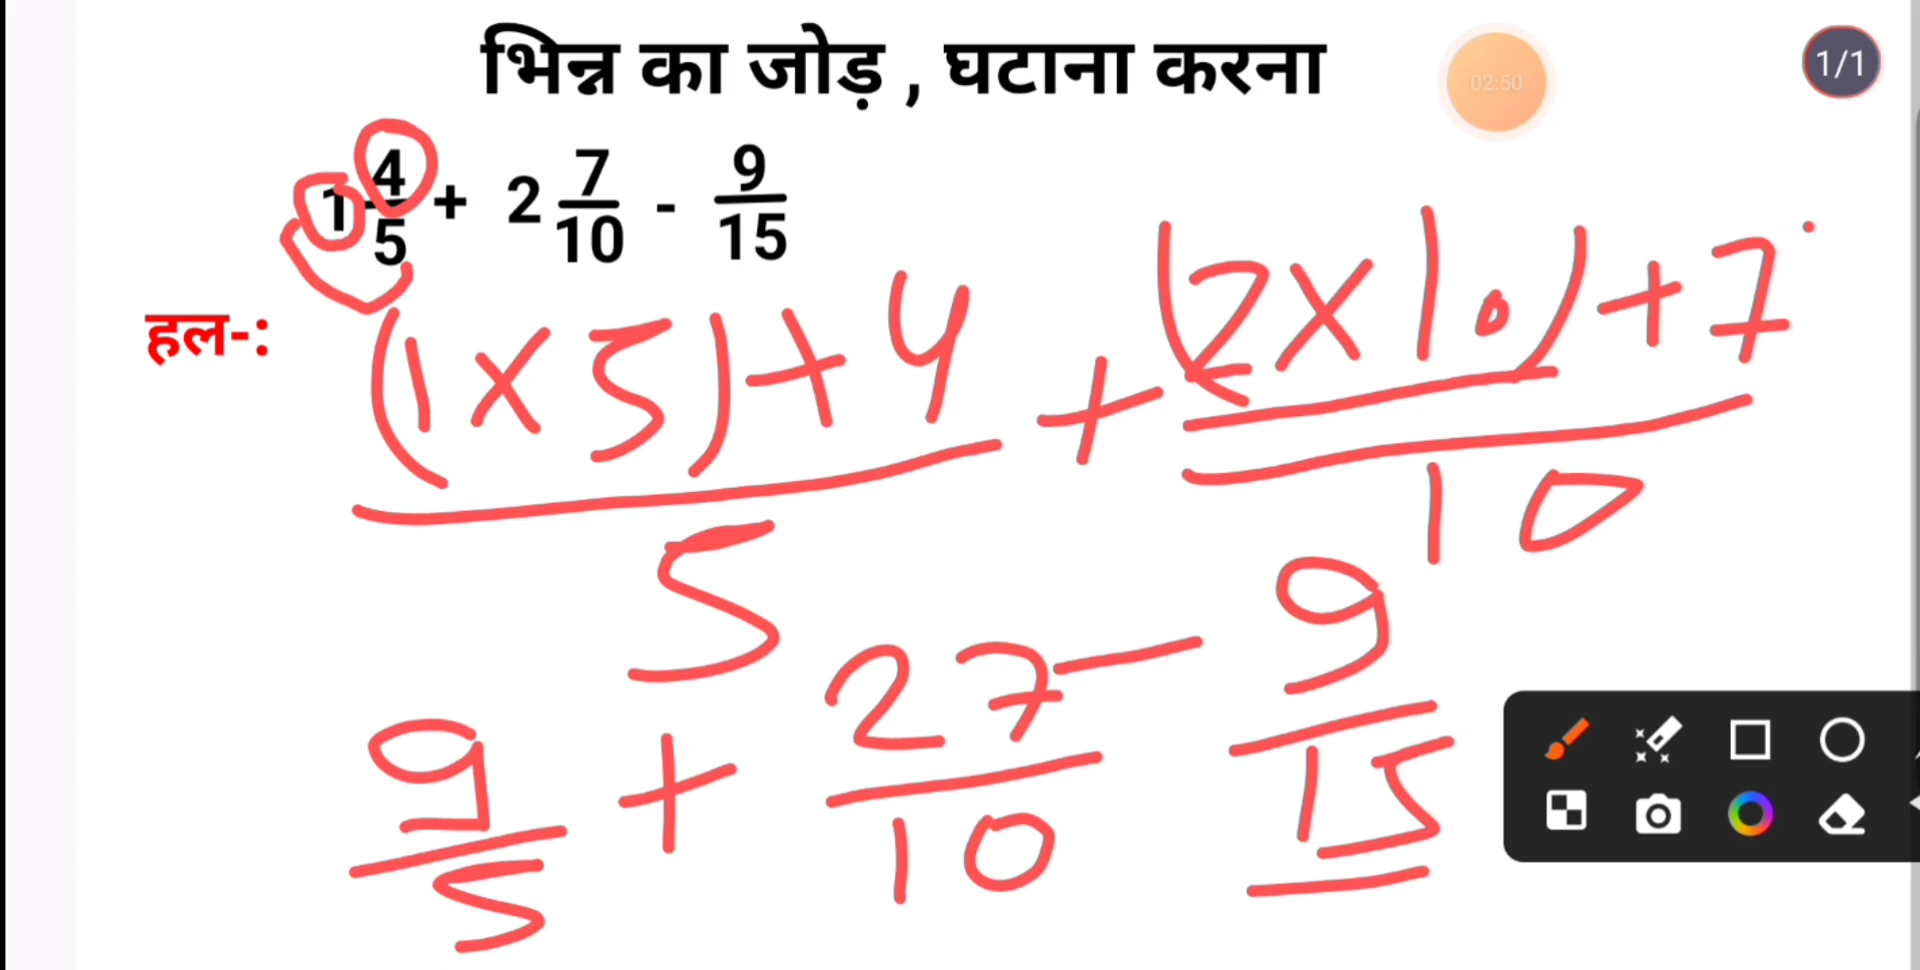 भिन्न का जोड़ , घटाना करना
02:50
1/1
1 4/5 + 2 7/10 - 9/15
हल-:
(1×5)+4/5 + (2×10)+7/10
9/5 + 27/10 - 9/15